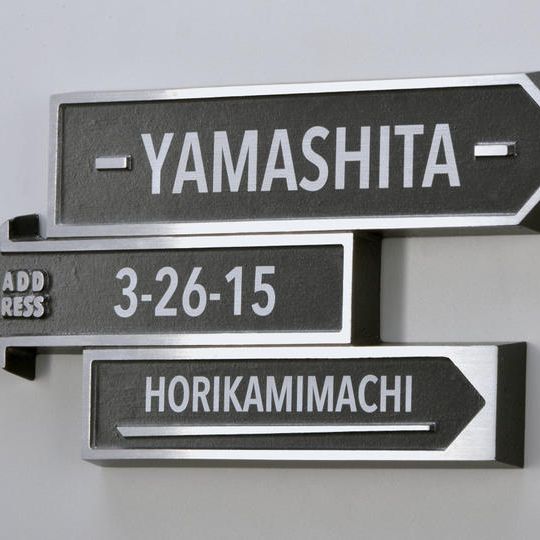 YAMASHITA
ADD
RESS
3-26-15
HORIKAMIMACHI